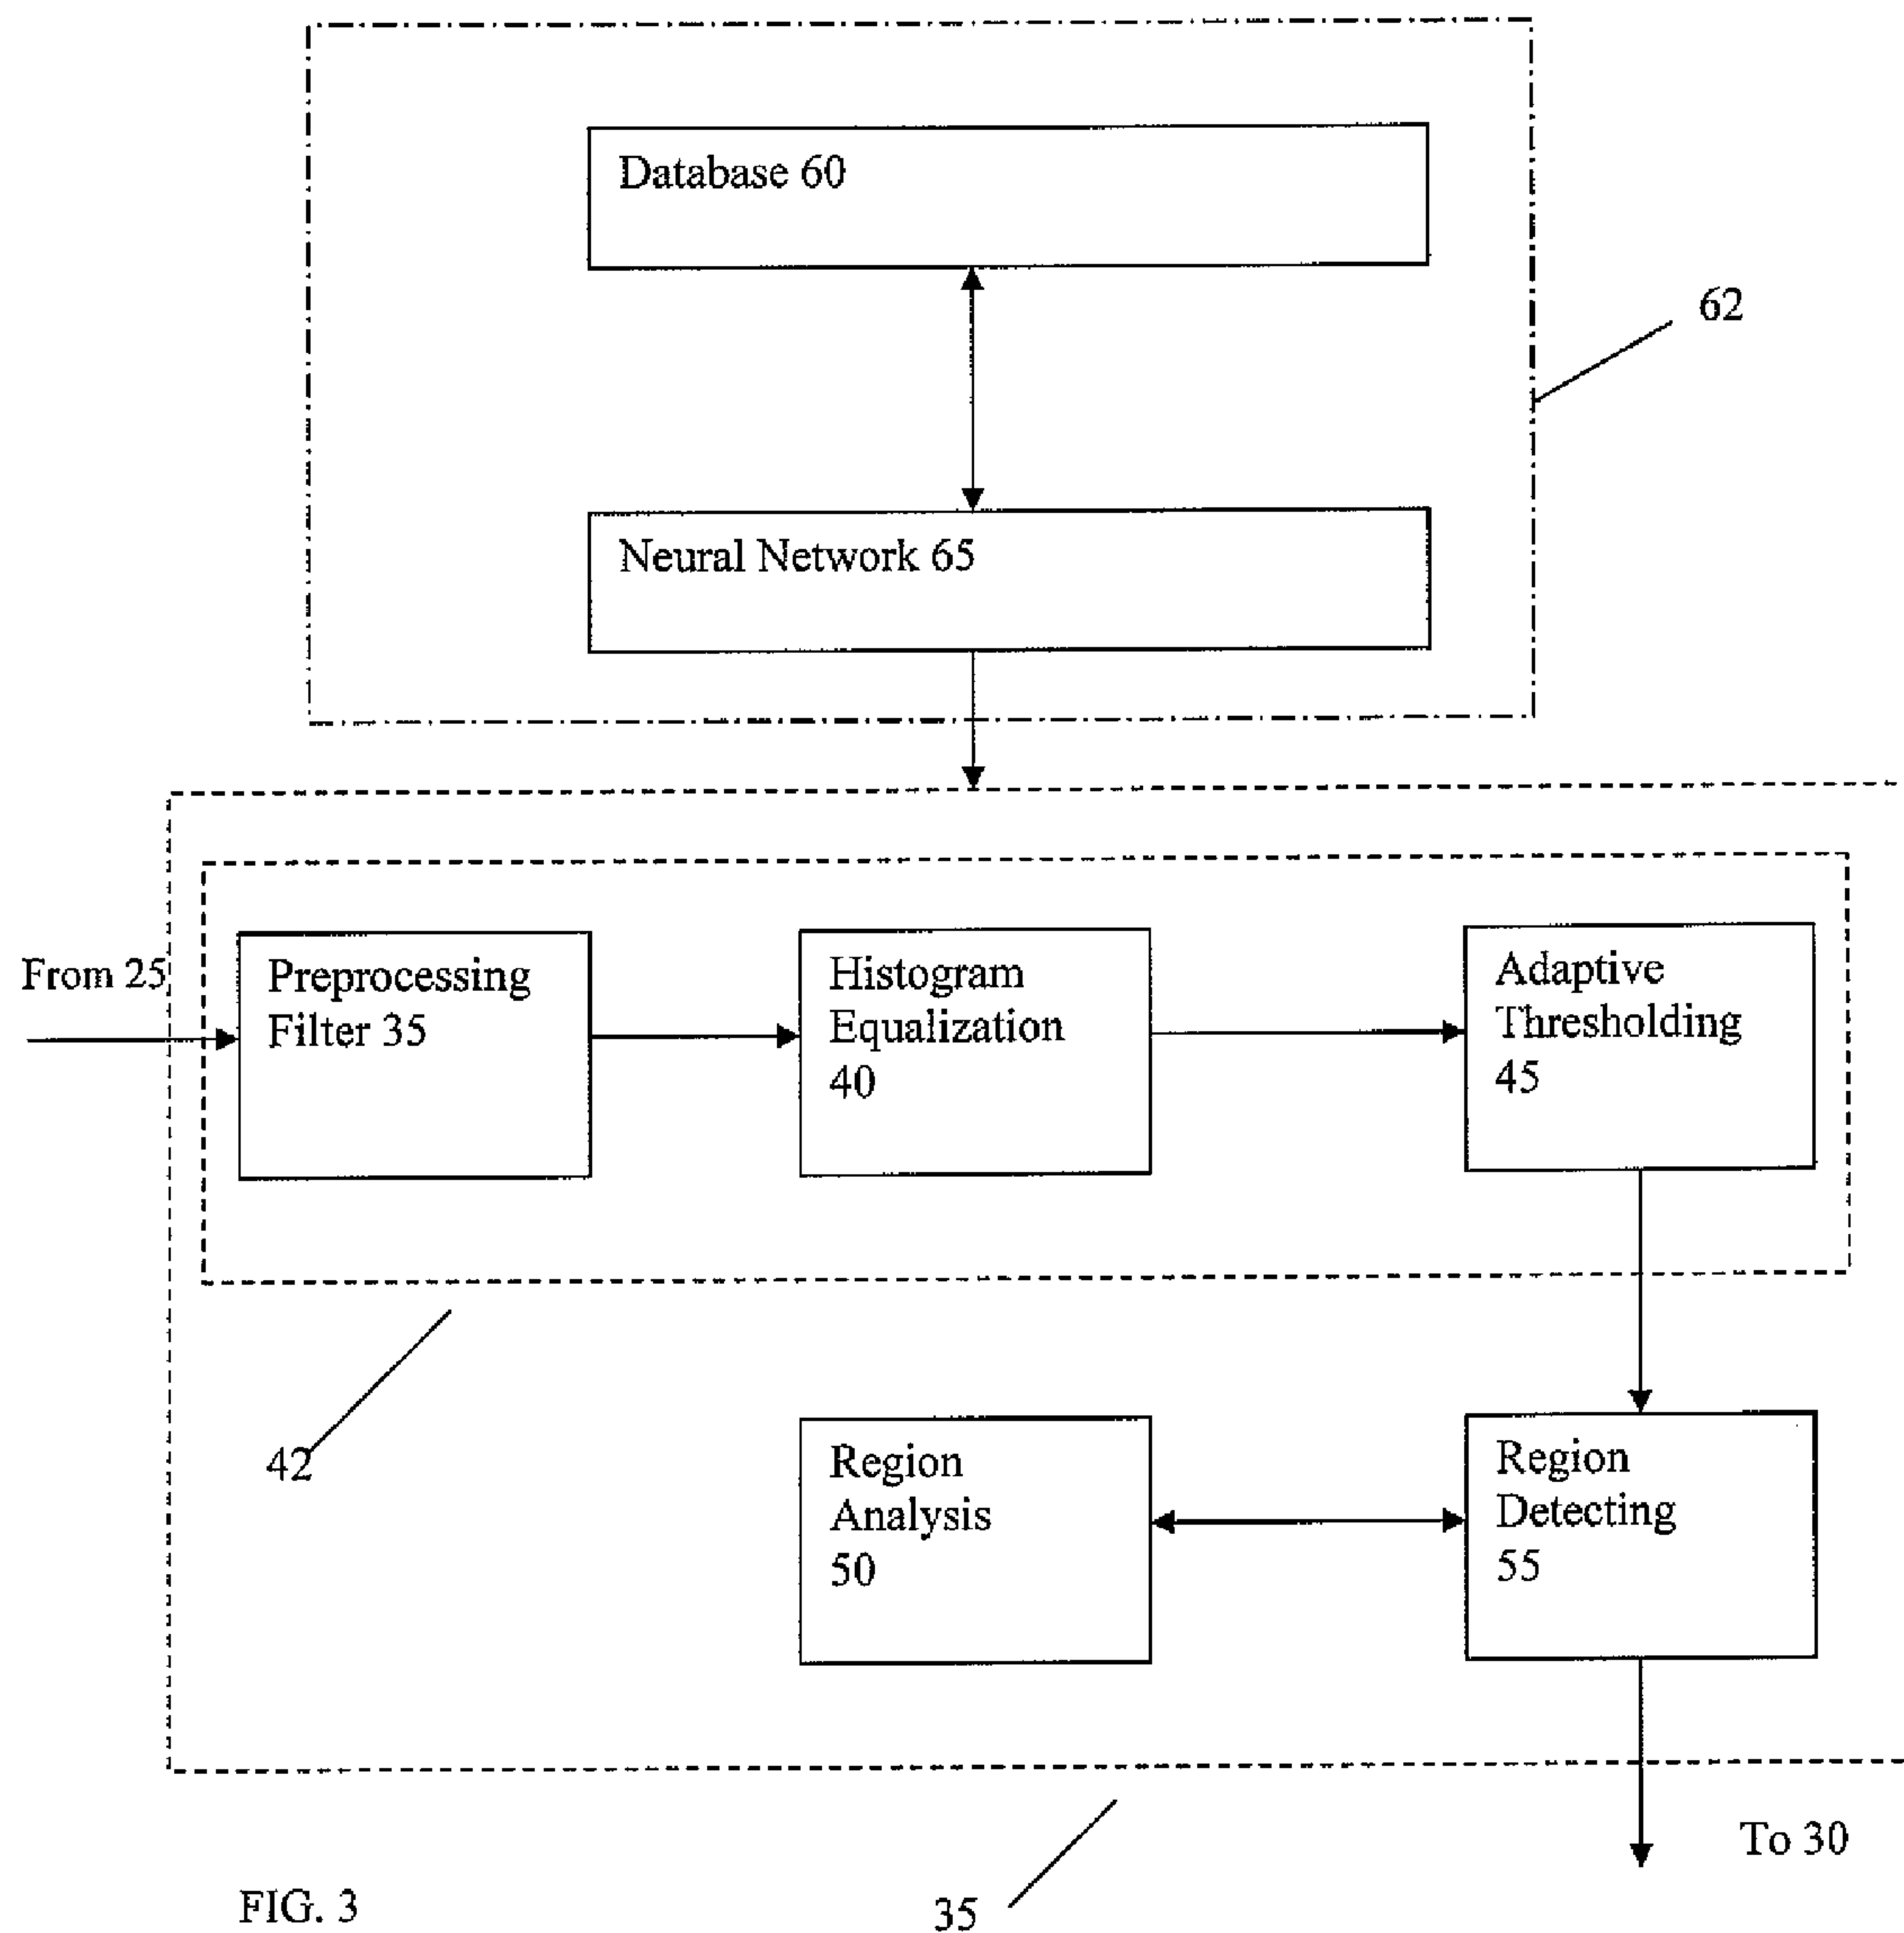 Database 60
62
Neural Network 65
From 25
Preprocessing
Filter 35
Histogram
Equalization
40
Adaptive
Thresholding
45
42
Region
Analysis
50
Region
Detecting
55
To 30
FIG. 3
35